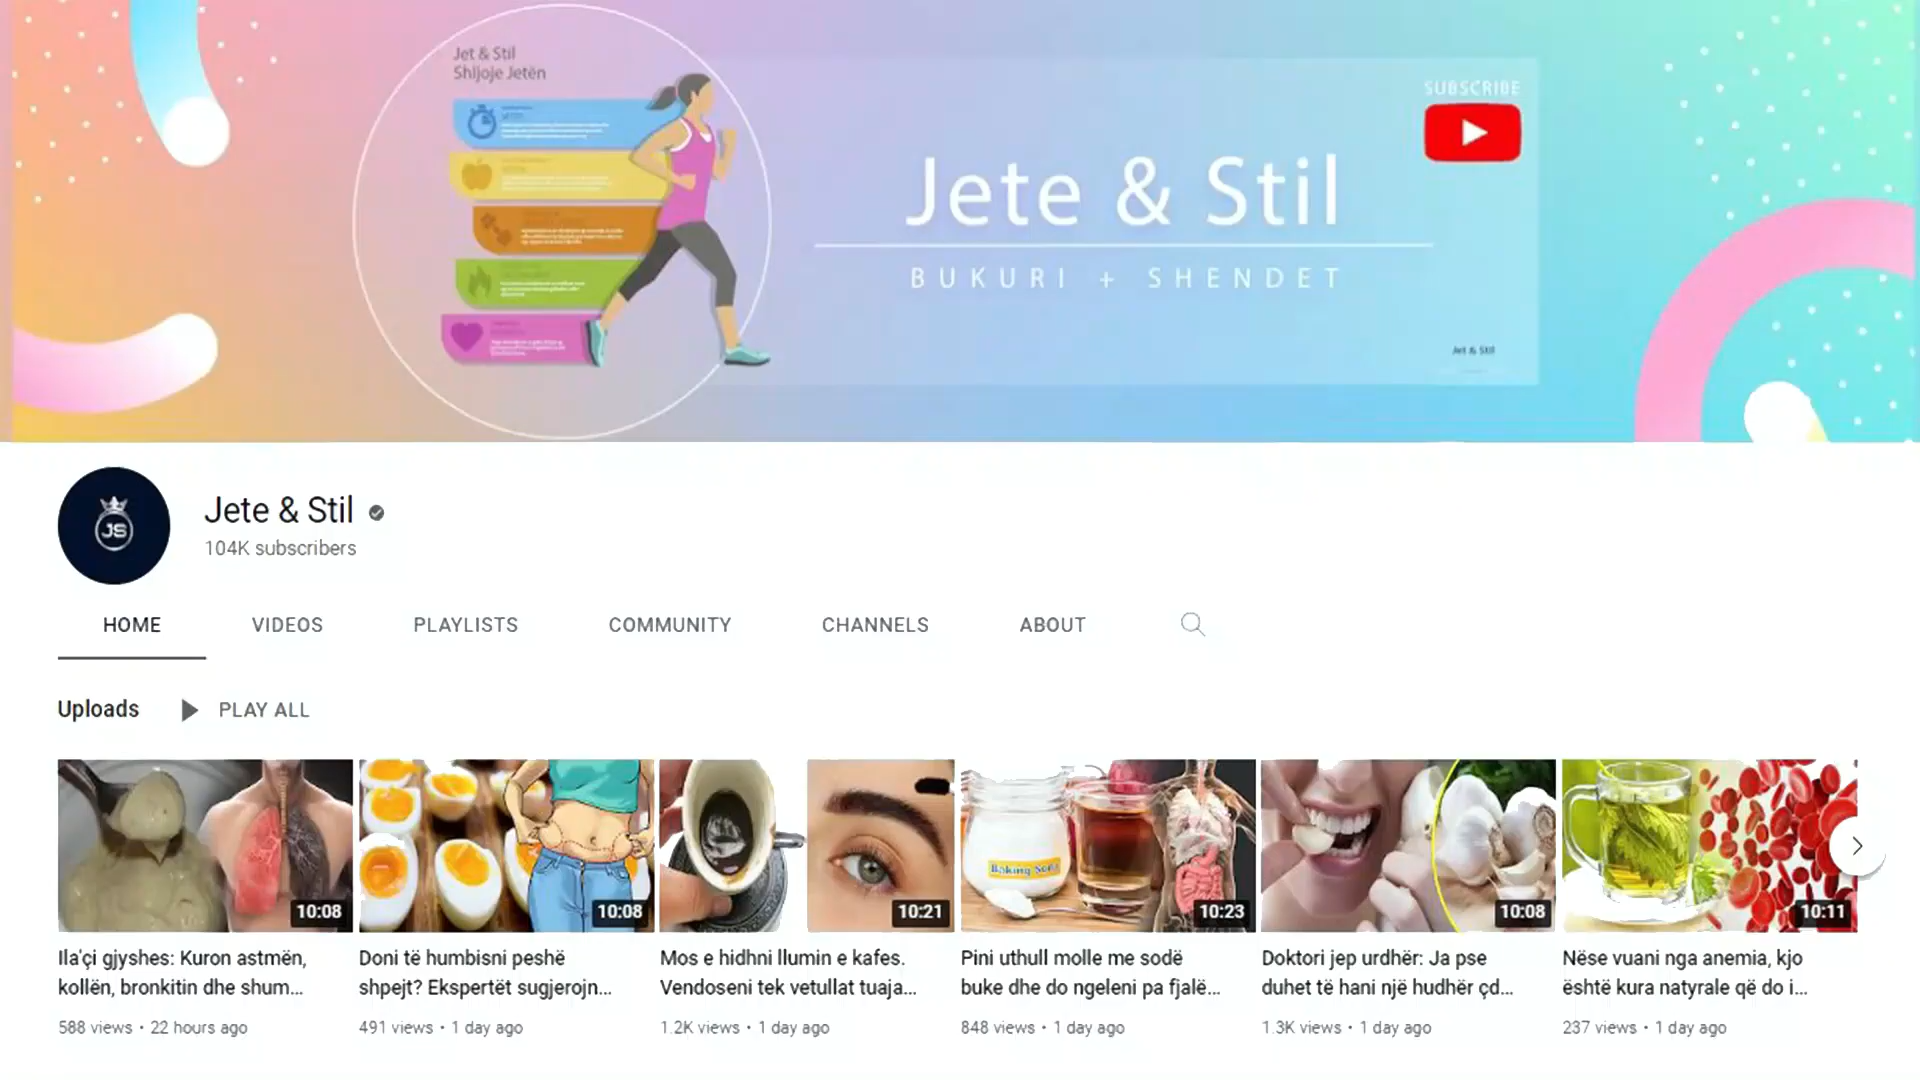 Jet & Stil
Shijoje Jetën
SUBSCRIBE
Jete & Stil
BUKURI + SHENDET
Jet & Stil
JS
Jete & Stil
104K subscribers
HOME VIDEOS PLAYLISTS COMMUNITY CHANNELS ABOUT
Uploads PLAY ALL
Baking Soda
10:08 10:08 10:21 10:23 10:08 10:11
Ila'çi gjyshes: Kuron astmën,
kollën, bronkitin dhe shum...
588 views • 22 hours ago
Doni të humbisni peshë
shpejt? Ekspertët sugjerojn...
491 views • 1 day ago
Mos e hidhni llumin e kafes.
Vendoseni tek vetullat tuaja...
1.2K views • 1 day ago
Pini uthull molle me sodë
buke dhe do ngeleni pa fjalë...
848 views • 1 day ago
Doktori jep urdhër: Ja pse
duhet të hani një hudhër çd...
1.3K views • 1 day ago
Nëse vuani nga anemia, kjo
është kura natyrale që do i...
237 views • 1 day ago